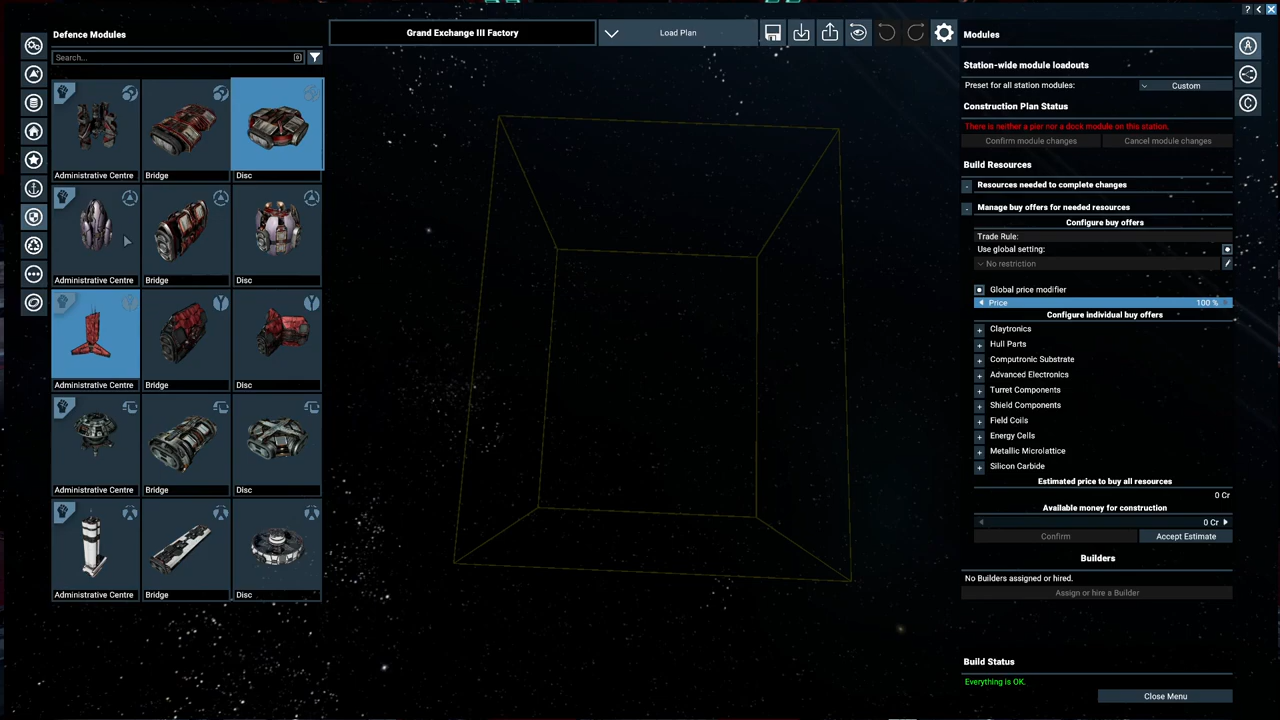 Defence Modules
Search...
Administrative Centre
Bridge
Disc
Administrative Centre
Bridge
Disc
Administrative Centre
Bridge
Disc
Administrative Centre
Bridge
Disc
Administrative Centre
Bridge
Disc
Grand Exchange III Factory
Load Plan
?
Modules
Station-wide module loadouts
Preset for all station modules:
Custom
Construction Plan Status
There is neither a pier nor a dock module on this station.
Confirm module changes
Cancel module changes
Build Resources
- Resources needed to complete changes
- Manage buy offers for needed resources
Configure buy offers
Trade Rule:
Use global setting:
No restriction
Global price modifier
Price 100 %
Configure individual buy offers
+ Claytronics
+ Hull Parts
+ Computronic Substrate
+ Advanced Electronics
+ Turret Components
+ Shield Components
+ Field Coils
+ Energy Cells
+ Metallic Microlattice
+ Silicon Carbide
Estimated price to buy all resources
0 Cr
Available money for construction
0 Cr
Confirm
Accept Estimate
Builders
No Builders assigned or hired.
Assign or hire a Builder
Build Status
Everything is OK.
Close Menu